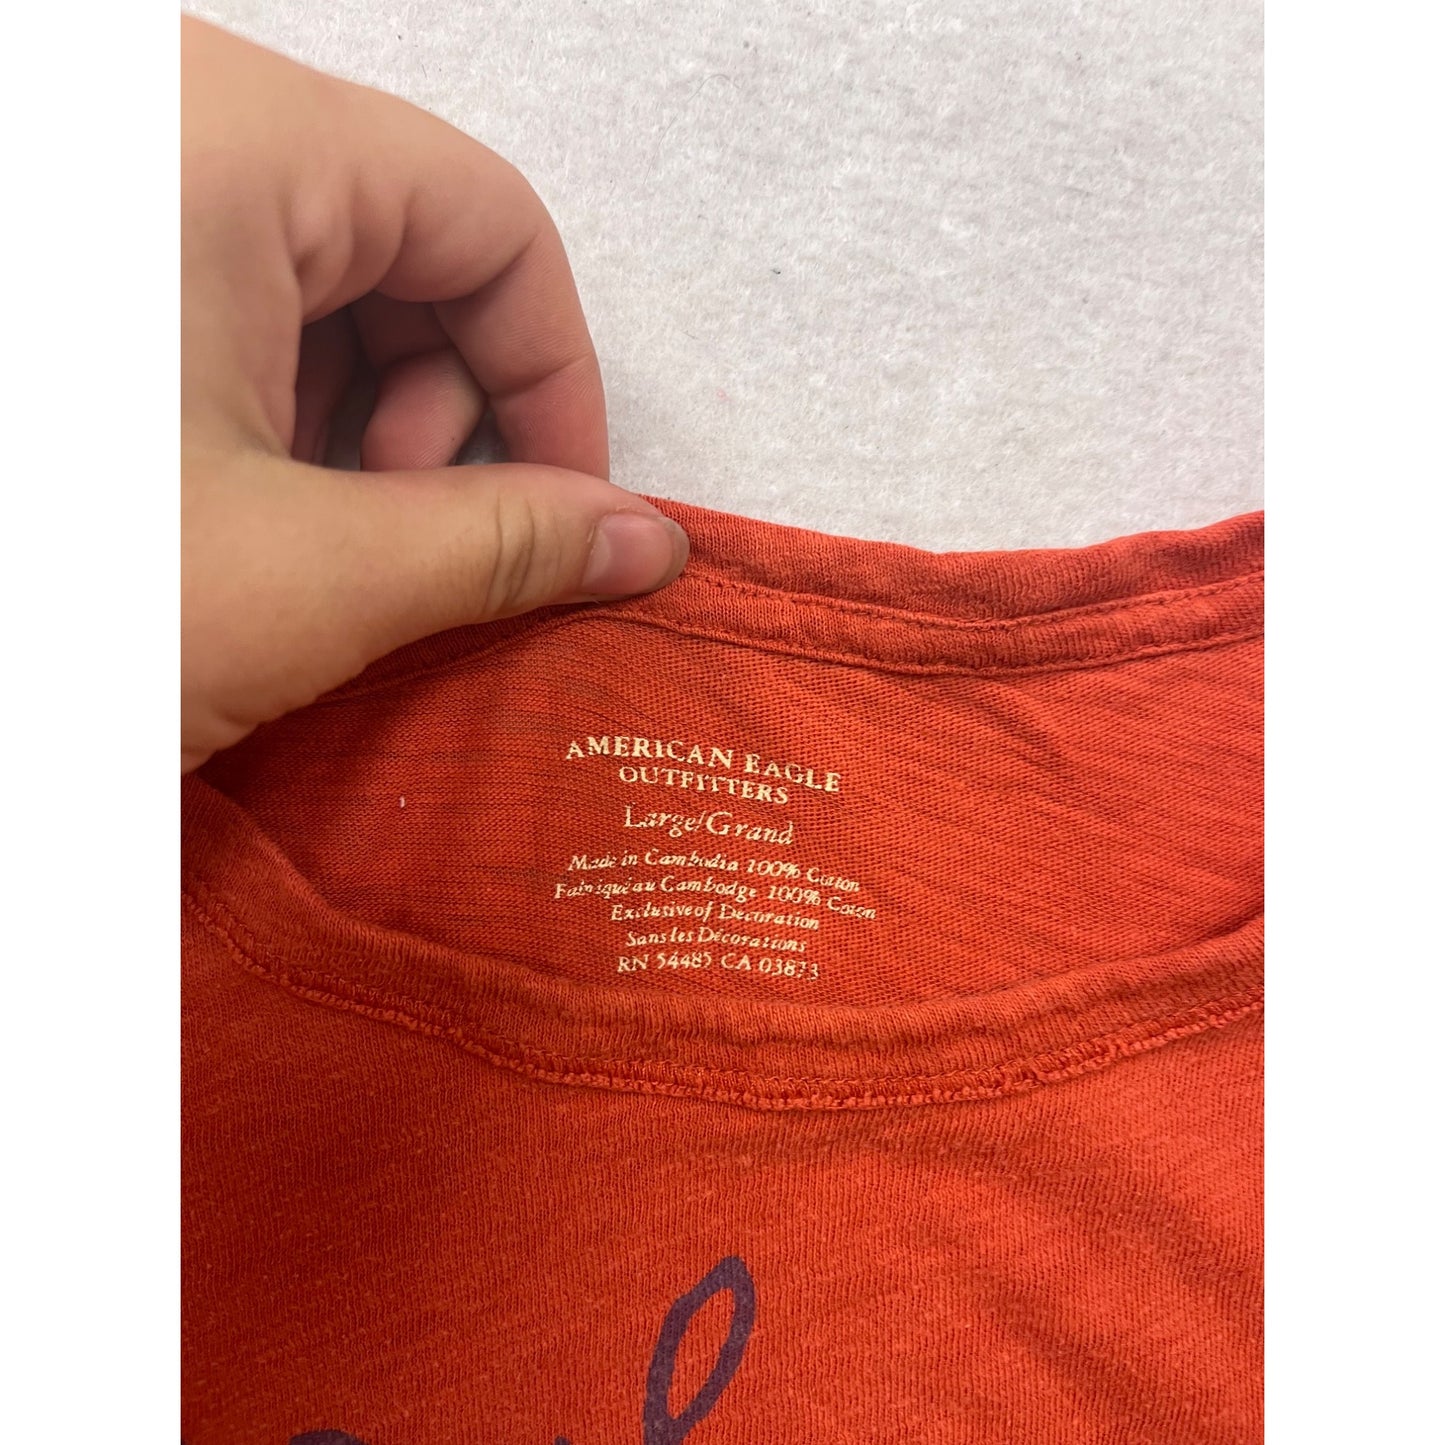 AMERICAN EAGLE
OUTFITTERS
Large/Grand
Made in Cambodia 100% Cotton
Fabriqué au Cambodge 100% Coton
Exclusive of Decoration
Sans les Décorations
RN 54485 CA 03873